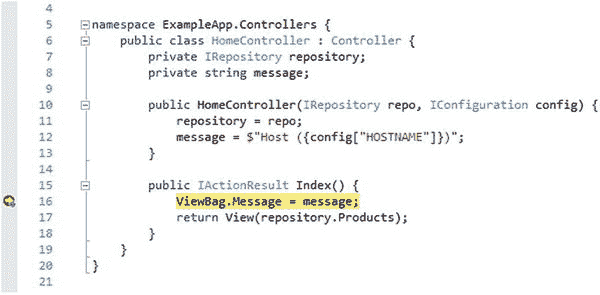 4
5 namespace ExampleApp.Controllers {
6 public class HomeController : Controller {
7 private IRepository repository;
8 private string message;
9
10 public HomeController(IRepository repo, IConfiguration config) {
11 repository = repo;
12 message = $"Host ({config["HOSTNAME"]})";
13 }
14
15 public IActionResult Index() {
16 ViewBag.Message = message;
17 return View(repository.Products);
18 }
19 }
20 }
21